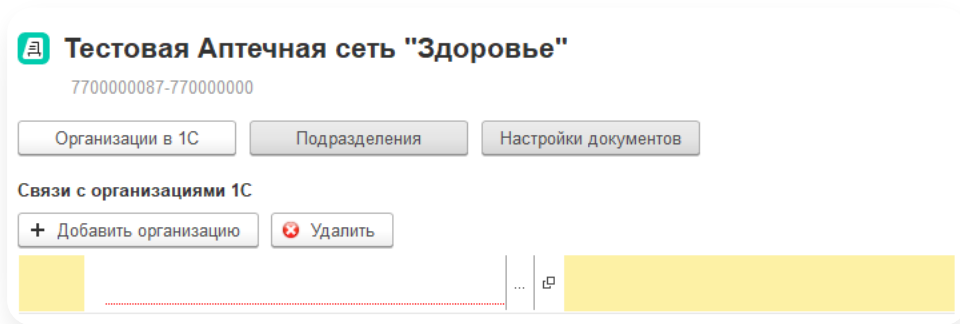 Тестовая Аптечная сеть "Здоровье"
7700000087-770000000
Организации в 1С Подразделения Настройки документов
Связи с организациями 1С
+ Добавить организацию Удалить
...